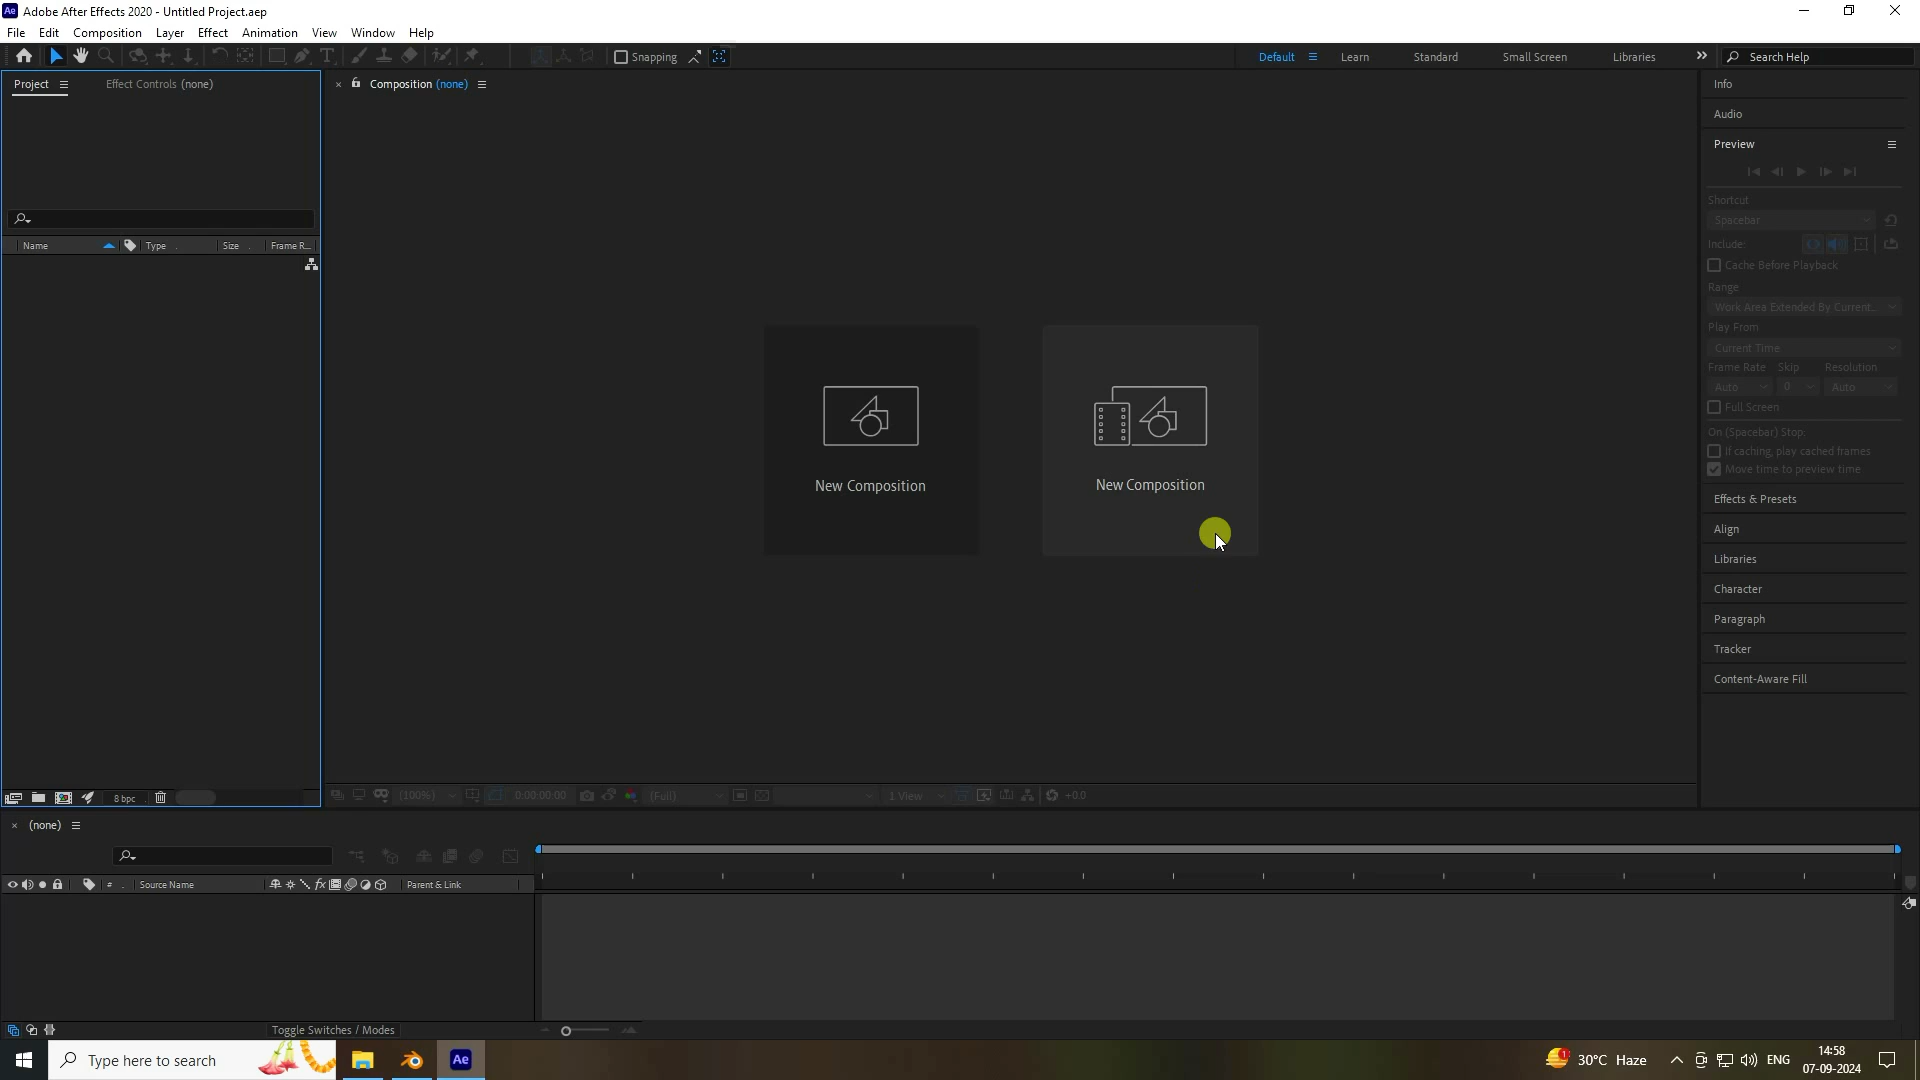 Ae Adobe After Effects 2020 - Untitled Project.aep
File Edit Composition Layer Effect Animation View Window Help
Snapping Default Learn Standard Small Screen Libraries Search Help
Project Effect Controls (none)
Composition (none)
Info
Audio
Preview
Shortcut
Spacebar
Name Type Size Frame R...
Include:
Cache Before Playback
Range
Work Area Extended By Current...
Play From
Current Time
Frame Rate Skip Resolution
Auto 0 Auto
Full Screen
On (Spacebar) Stop:
If caching, play cached frames
Move time to preview time
New Composition
New Composition
Effects & Presets
Align
Libraries
Character
Paragraph
Tracker
Content-Aware Fill
8 bpc
(100%) 0:00:00:00 (Full) 1 View +0.0
(none)
# Source Name fx Parent & Link
Toggle Switches / Modes
Type here to search Ae 1 30°C Haze ENG 14:58
07-09-2024